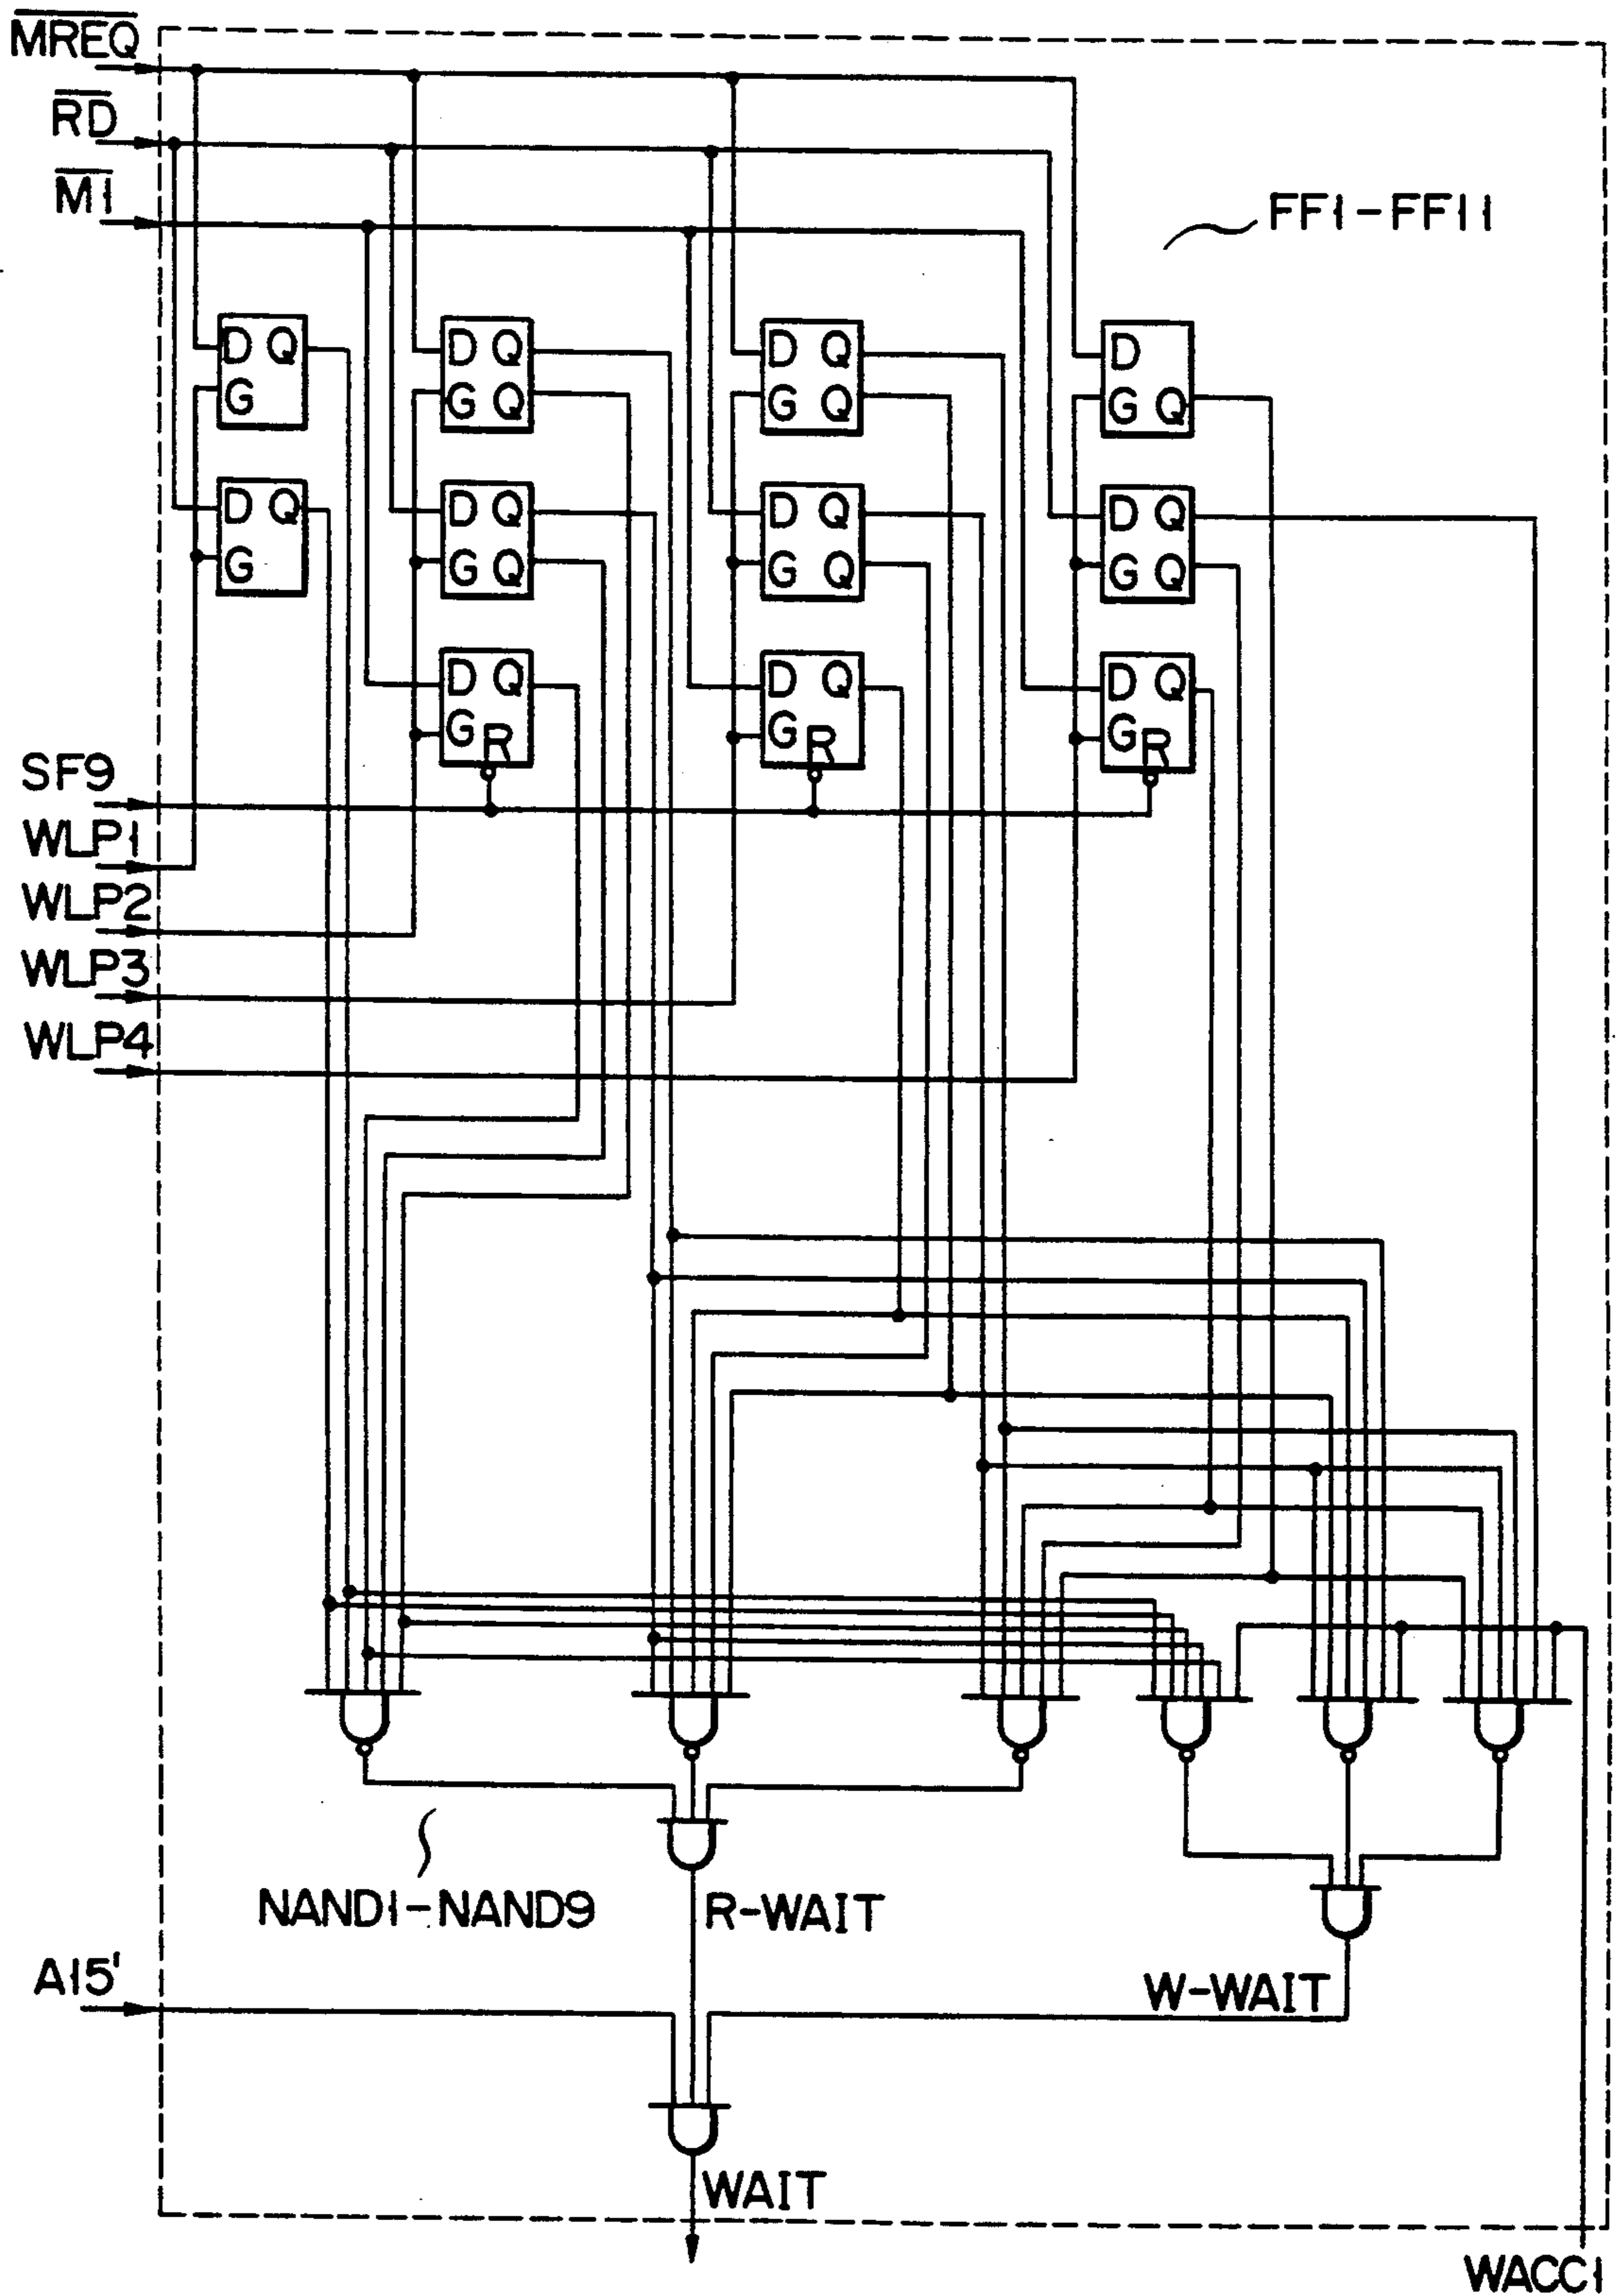 MREQ
RD
M1
FF1-FF11
D Q
G
D Q
G Q
D Q
G Q
D
G Q
D Q
G
D Q
G Q
D Q
G Q
D Q
G Q
D Q
G R
D Q
G R
D Q
G R
SF9
WLP1
WLP2
WLP3
WLP4
NAND1-NAND9
R-WAIT
A15'
W-WAIT
WAIT
WACC1